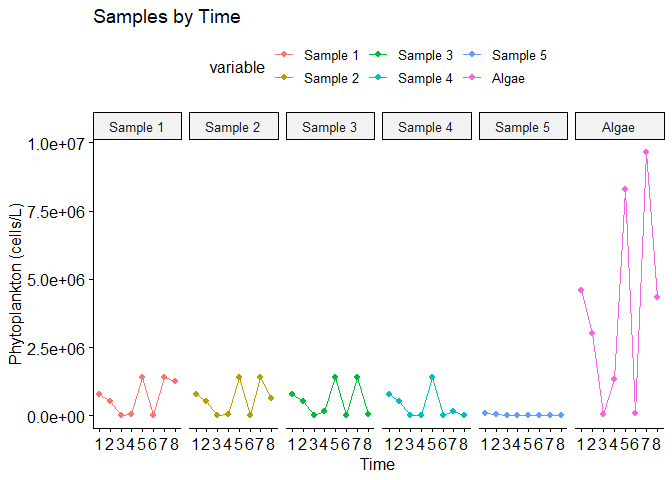 Samples by Time
variable
Sample 1 Sample 3 Sample 5
Sample 2 Sample 4 Algae
Sample 1 Sample 2 Sample 3 Sample 4 Sample 5 Algae
Phytoplankton (cells/L)
1.0e+07
7.5e+06
5.0e+06
2.5e+06
0.0e+00
12345678 12345678 12345678 12345678 12345678 12345678
Time